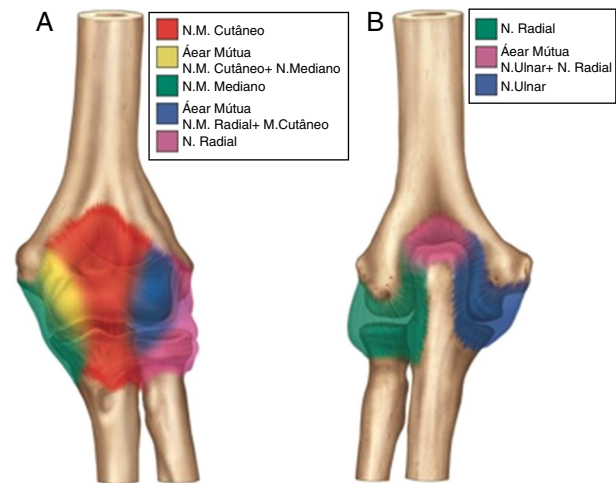 A
N.M. Cutâneo
Áear Mútua
N.M. Cutâneo+ N.Mediano
N.M. Mediano
Áear Mútua
N.M. Radial+ M.Cutâneo
N. Radial
B
N. Radial
Áear Mútua
N.Ulnar+ N. Radial
N.Ulnar